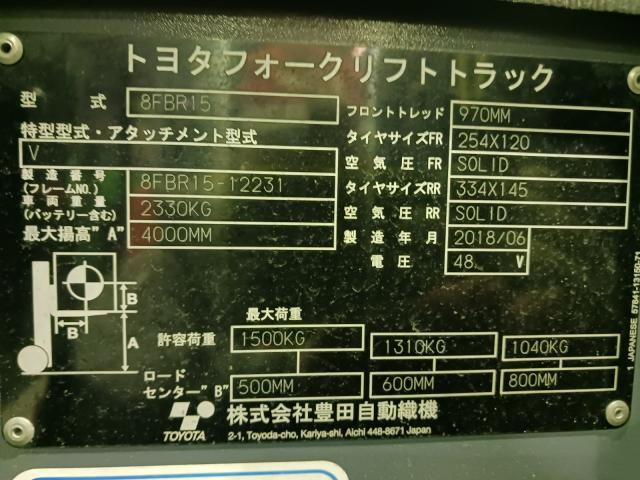 トヨタフォークリフトトラック
型 式 8FBR15
特型型式・アタッチメント型式
V
製造番号
(フレームNO.) 8FBR15-12231
車両重量
(バッテリー含む) 2330KG
最大揚高"A" 4000MM
フロントトレッド 970MM
タイヤサイズFR 254X120
空気圧 FR SOLID
タイヤサイズRR 334X145
空気圧 RR SOLID
製造年月 2018/06
電圧 48 V
B
B
A
最大荷重
許容荷重 1500KG 1310KG 1040KG
ロード
センター"B" 500MM 600MM 800MM
TOYOTA
株式会社豊田自動織機
2-1, Toyoda-cho, Kariya-shi, Aichi 448-8671 Japan
1 JAPANESE 57841-13150-71